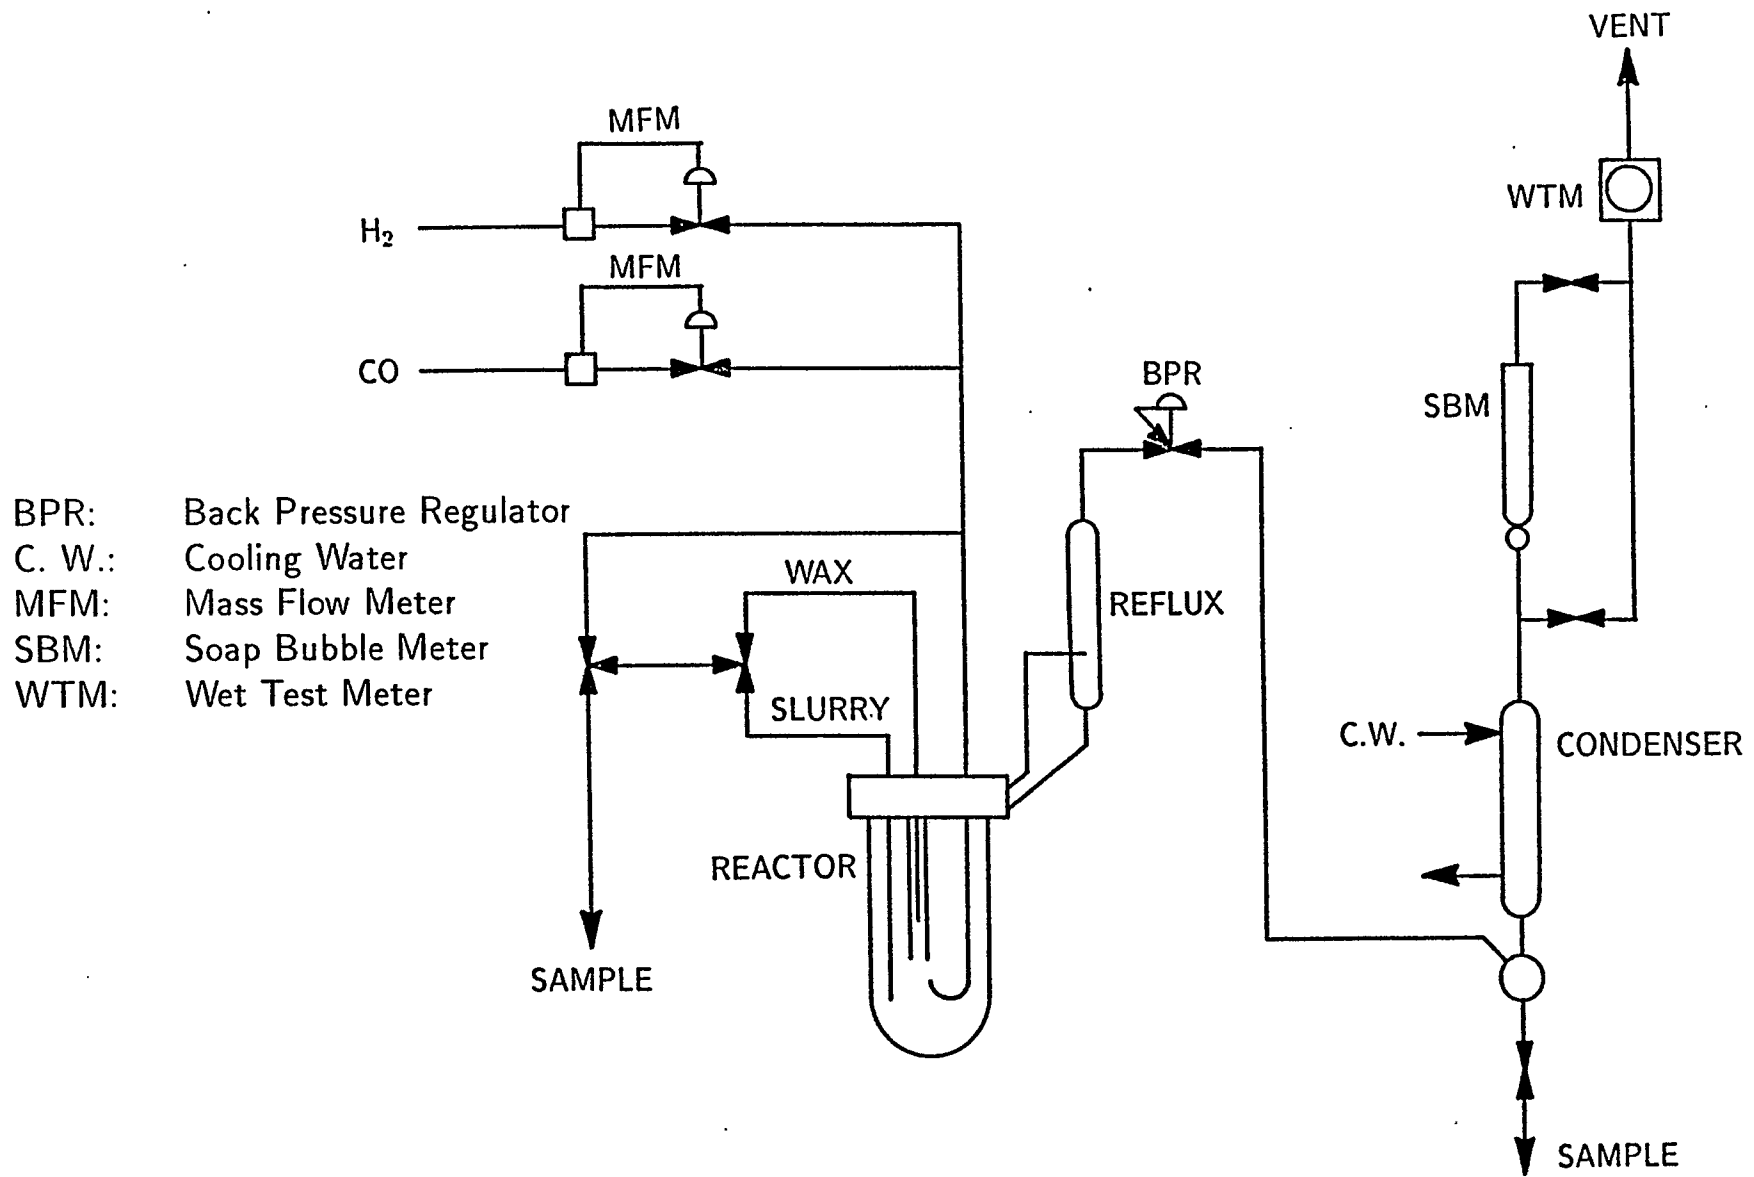 VENT
MFM
WTM
H₂
MFM
CO
BPR
SBM
BPR: Back Pressure Regulator
C. W.: Cooling Water
MFM: Mass Flow Meter
SBM: Soap Bubble Meter
WTM: Wet Test Meter
WAX
REFLUX
SLURRY
C.W.
CONDENSER
REACTOR
SAMPLE
SAMPLE